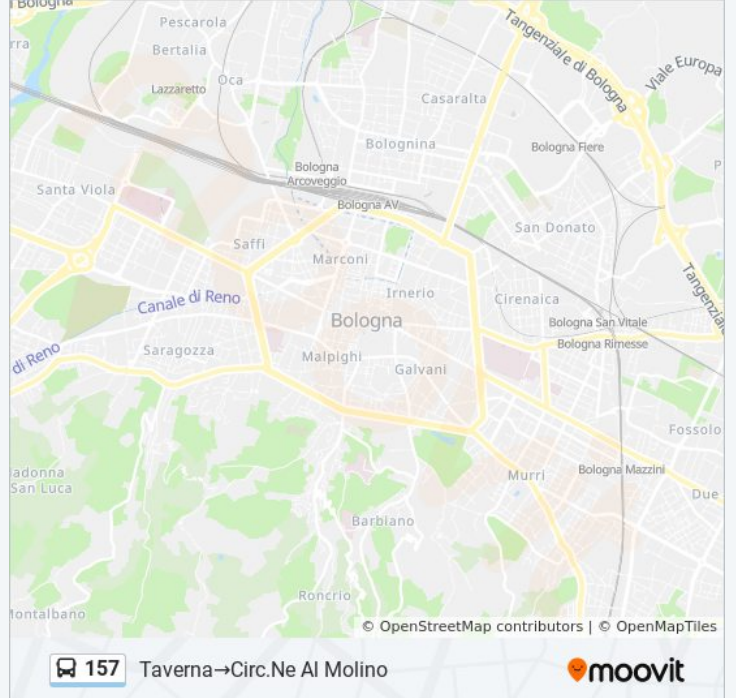 Bologna
Pescarola
Bertalia
Oca
Lazzaretto
Tangenziale di Bologna
Viale Europa
Casaralta
Bolognina
Bologna Fiere
Bologna
Arcoveggio
Santa Viola
Bologna AV
San Donato
Saffi
Marconi
Tangenziale
Irnerio
Canale di Reno
Cirenaica
Bologna
Bologna San Vitale
Bologna Rimesse
di Reno
Saragozza
Malpighi
Galvani
Fossolo
Murri
Bologna Mazzini
San Luca
Due
Barbiano
Roncrio
© OpenStreetMap contributors | © OpenMapTiles
157 Taverna→Circ.Ne Al Molino
moovit